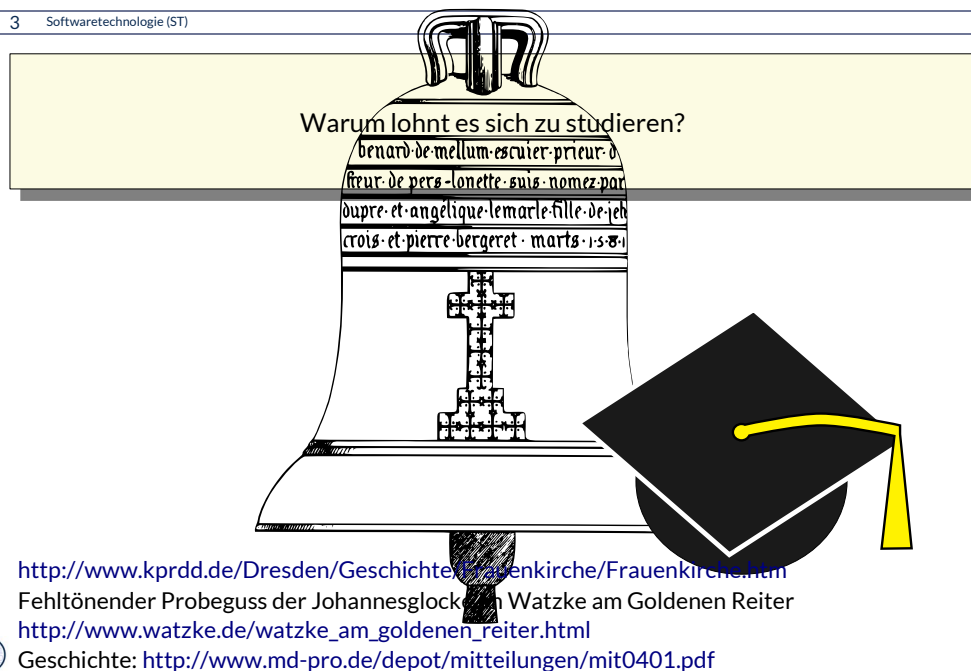 3 Softwaretechnologie (ST)
Warum lohnt es sich zu studieren?
benard·de·mellum·escuier·prieur·d
freur·de pers-lonette·suis·nomez·par
dupre·et·angélique·lemarle·fille·de·jeh
crois·et·pierre·bergeret·marts·1·5·8·1
http://www.kprdd.de/Dresden/Geschichte/Frauenkirche/Frauenkirche.htm
Fehltönender Probeguss der Johannesglocke Watzke am Goldenen Reiter
http://www.watzke.de/watzke_am_goldenen_reiter.html
Geschichte: http://www.md-pro.de/depot/mitteilungen/mit0401.pdf